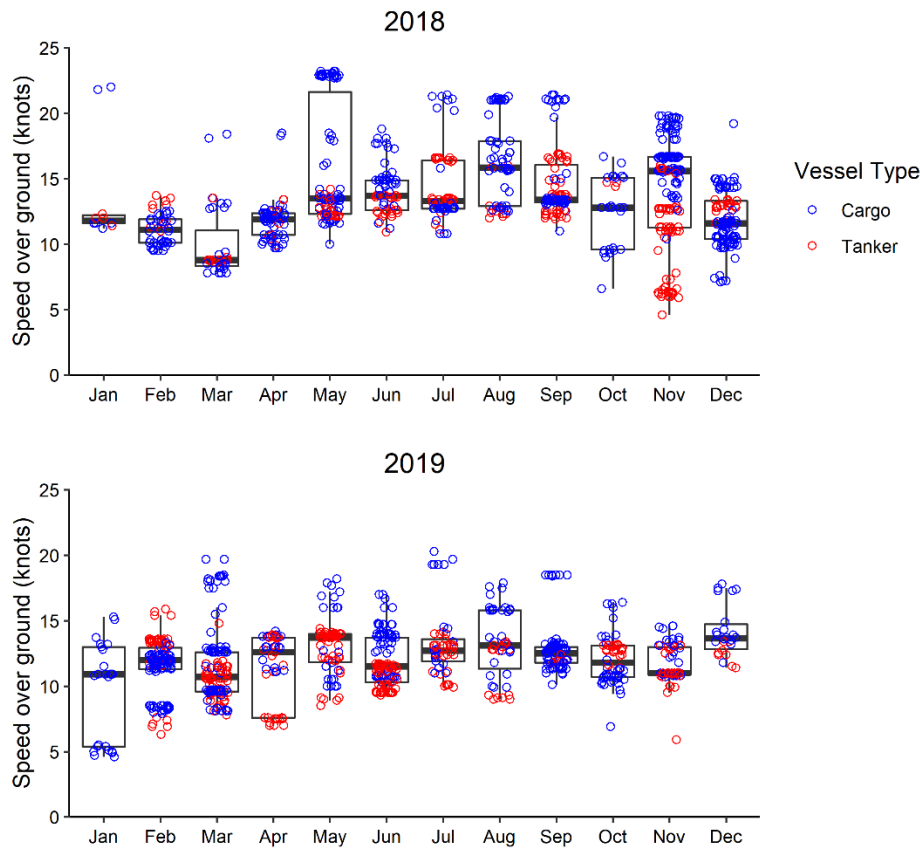 2018
Speed over ground (knots)
25
20
15
10
5
0
Jan Feb Mar Apr May Jun Jul Aug Sep Oct Nov Dec
Vessel Type
Cargo
Tanker
2019
Speed over ground (knots)
25
20
15
10
5
0
Jan Feb Mar Apr May Jun Jul Aug Sep Oct Nov Dec